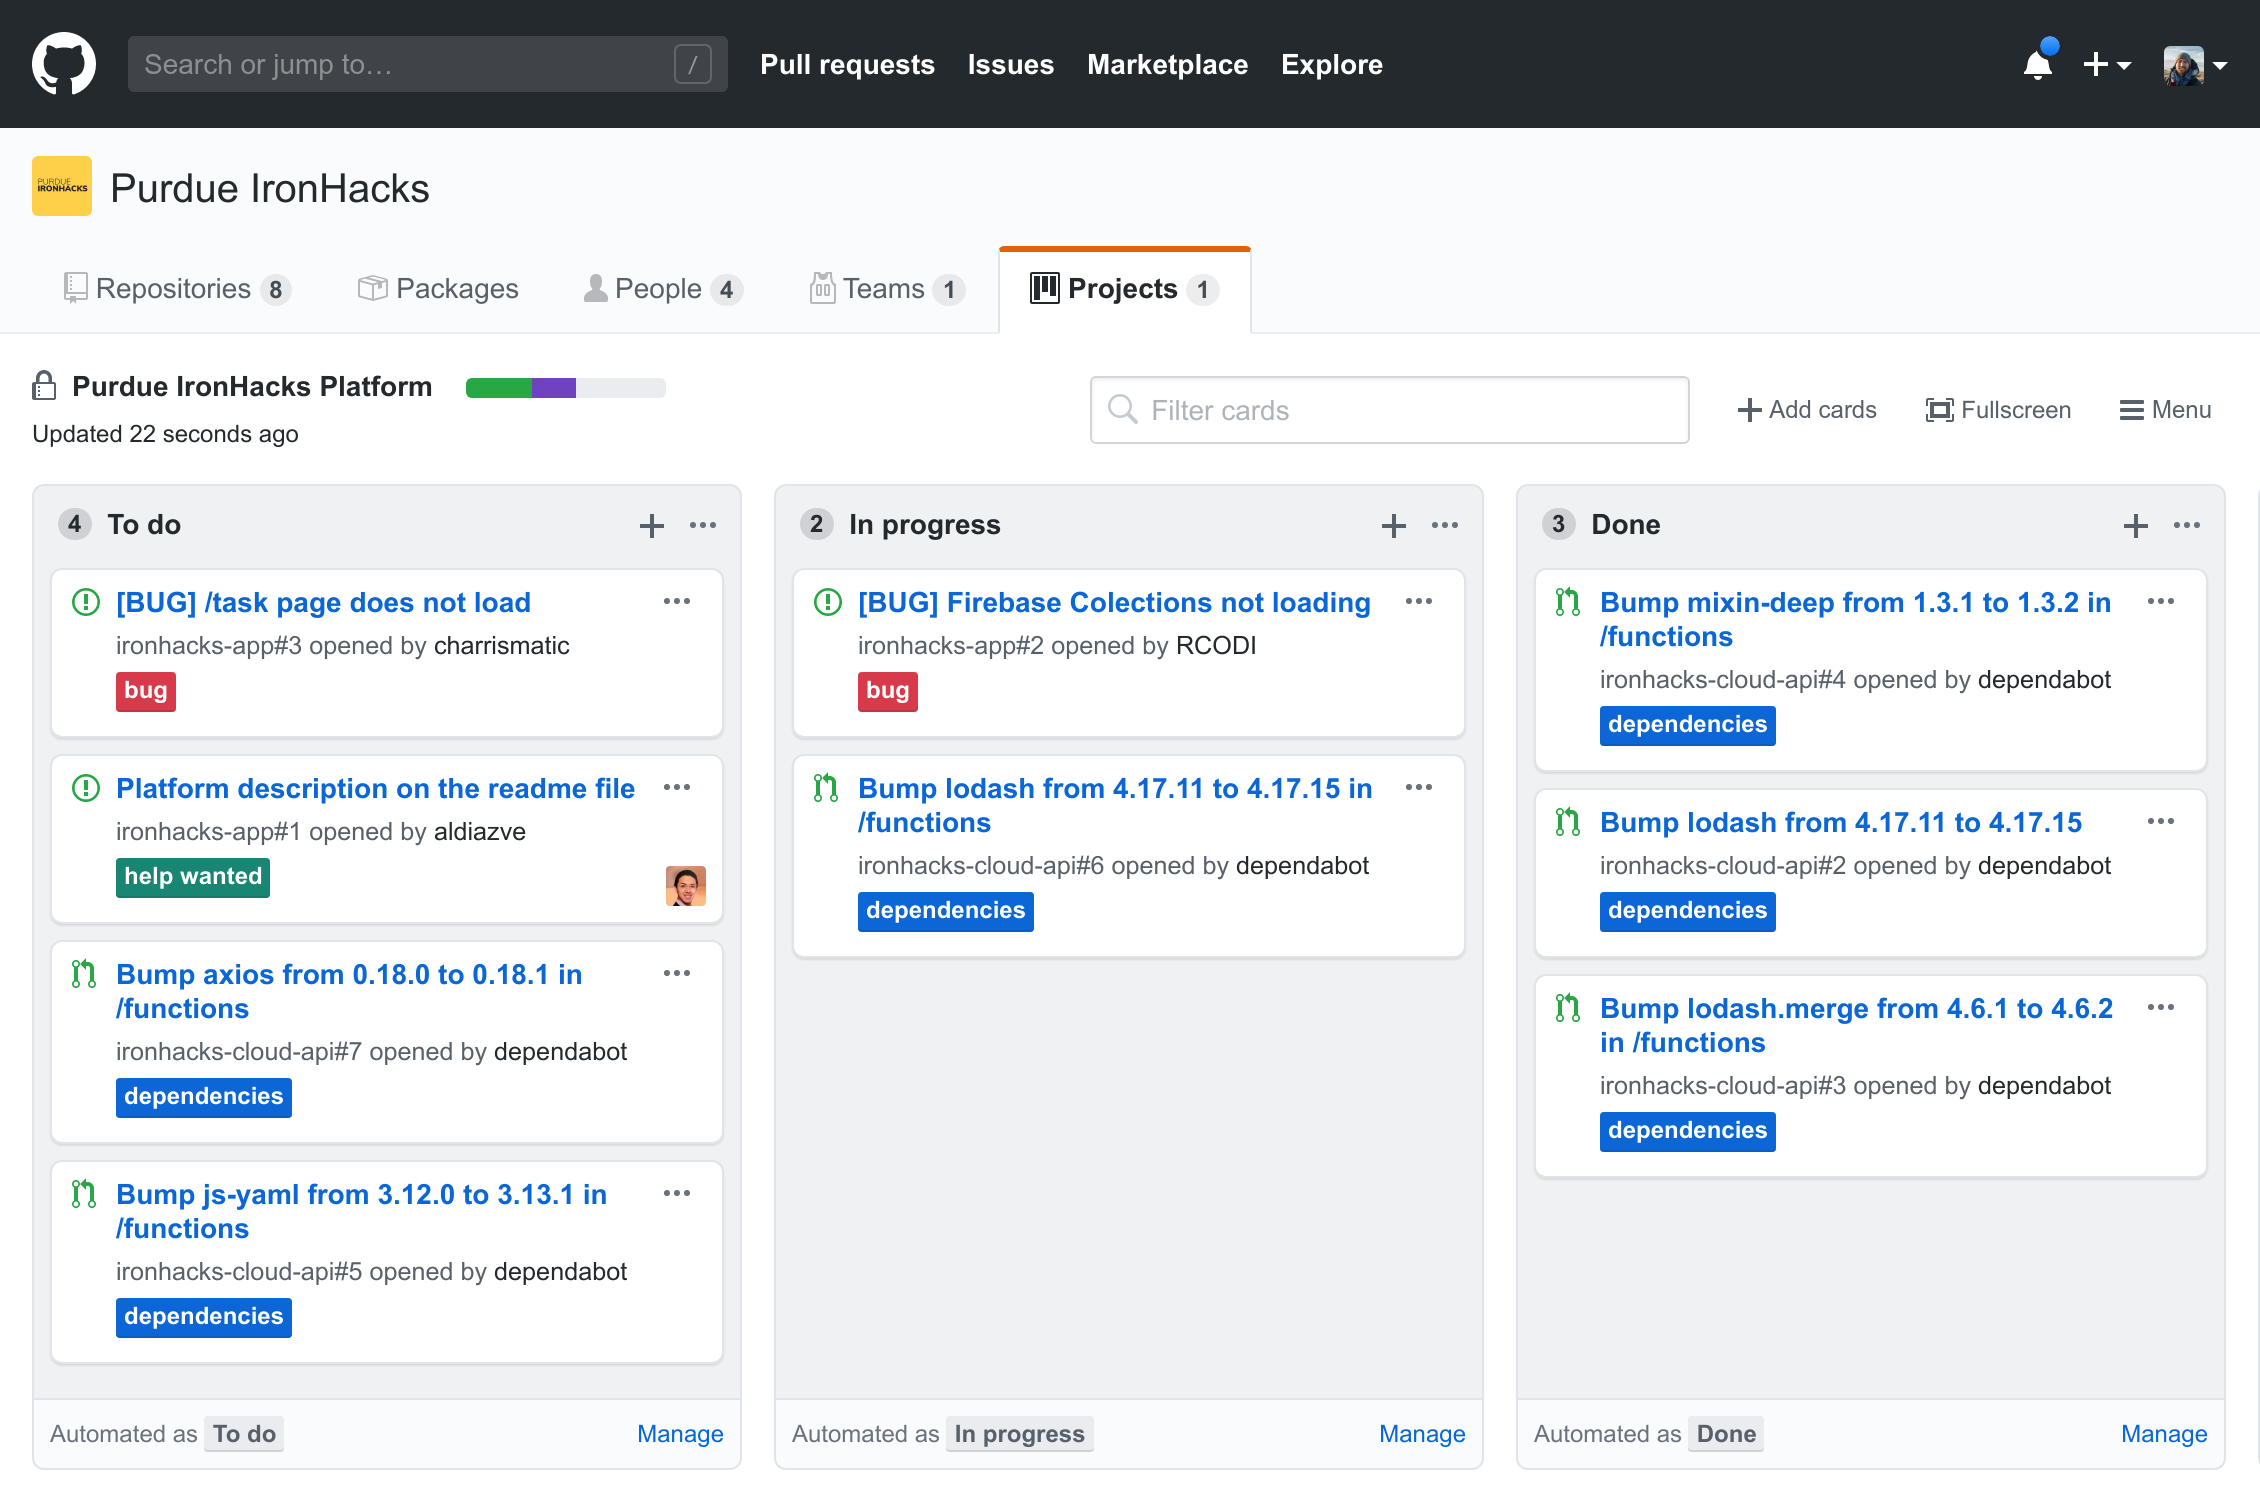 Search or jump to…
/
Pull requests
Issues
Marketplace
Explore
PURDUE
IRONHACKS
Purdue IronHacks
Repositories 8
Packages
People 4
Teams 1
Projects 1
Purdue IronHacks Platform
Updated 22 seconds ago
Filter cards
Add cards
Fullscreen
Menu
4 To do
[BUG] /task page does not load
ironhacks-app#3 opened by charrismatic
bug
Platform description on the readme file
ironhacks-app#1 opened by aldiazve
help wanted
Bump axios from 0.18.0 to 0.18.1 in
/functions
ironhacks-cloud-api#7 opened by dependabot
dependencies
Bump js-yaml from 3.12.0 to 3.13.1 in
/functions
ironhacks-cloud-api#5 opened by dependabot
dependencies
Automated as To do
Manage
2 In progress
[BUG] Firebase Colections not loading
ironhacks-app#2 opened by RCODI
bug
Bump lodash from 4.17.11 to 4.17.15 in
/functions
ironhacks-cloud-api#6 opened by dependabot
dependencies
Automated as In progress
Manage
3 Done
Bump mixin-deep from 1.3.1 to 1.3.2 in
/functions
ironhacks-cloud-api#4 opened by dependabot
dependencies
Bump lodash from 4.17.11 to 4.17.15
ironhacks-cloud-api#2 opened by dependabot
dependencies
Bump lodash.merge from 4.6.1 to 4.6.2
in /functions
ironhacks-cloud-api#3 opened by dependabot
dependencies
Automated as Done
Manage